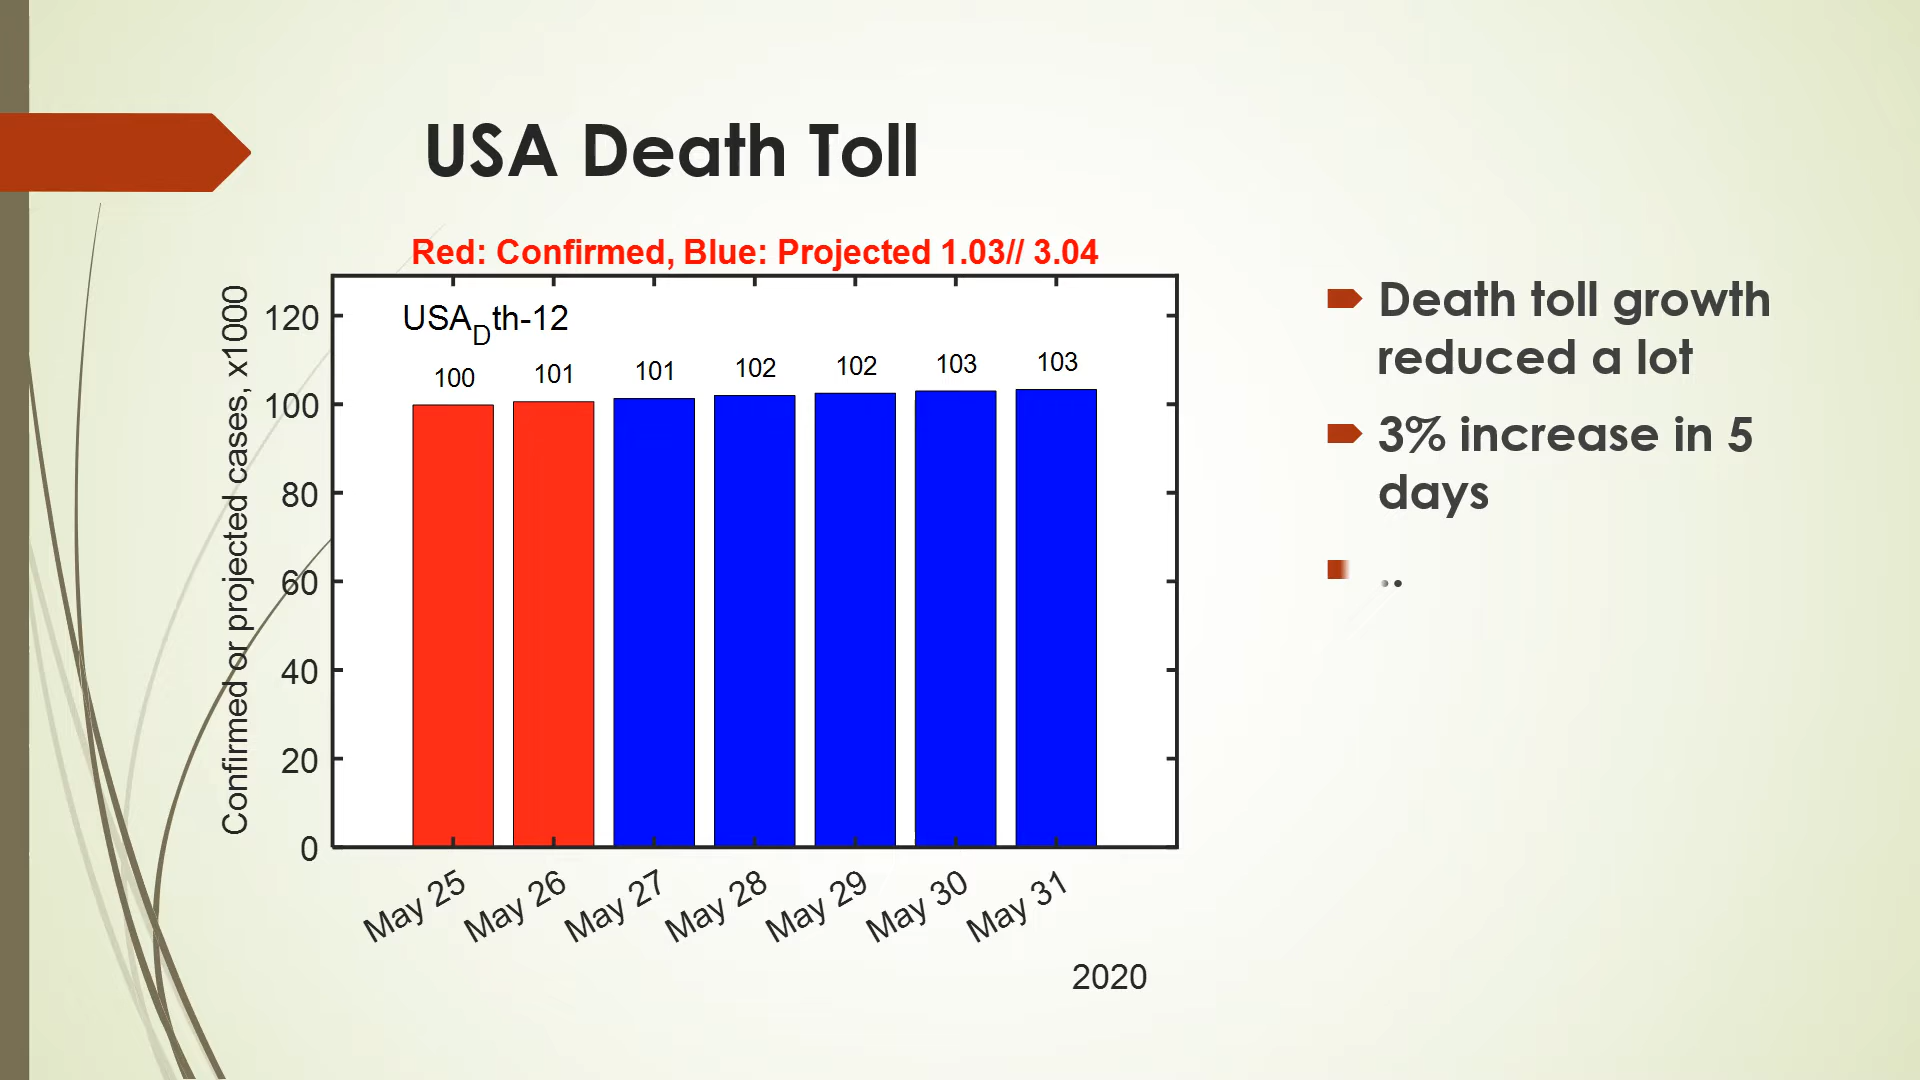 USA Death Toll
Red: Confirmed, Blue: Projected 1.03// 3.04
Confirmed or projected cases, x1000
USA_Dth-12
120
100
80
60
40
20
0
100 101 101 102 102 103 103
May 25 May 26 May 27 May 28 May 29 May 30 May 31
2020
Death toll growth
reduced a lot
3% increase in 5
days
..